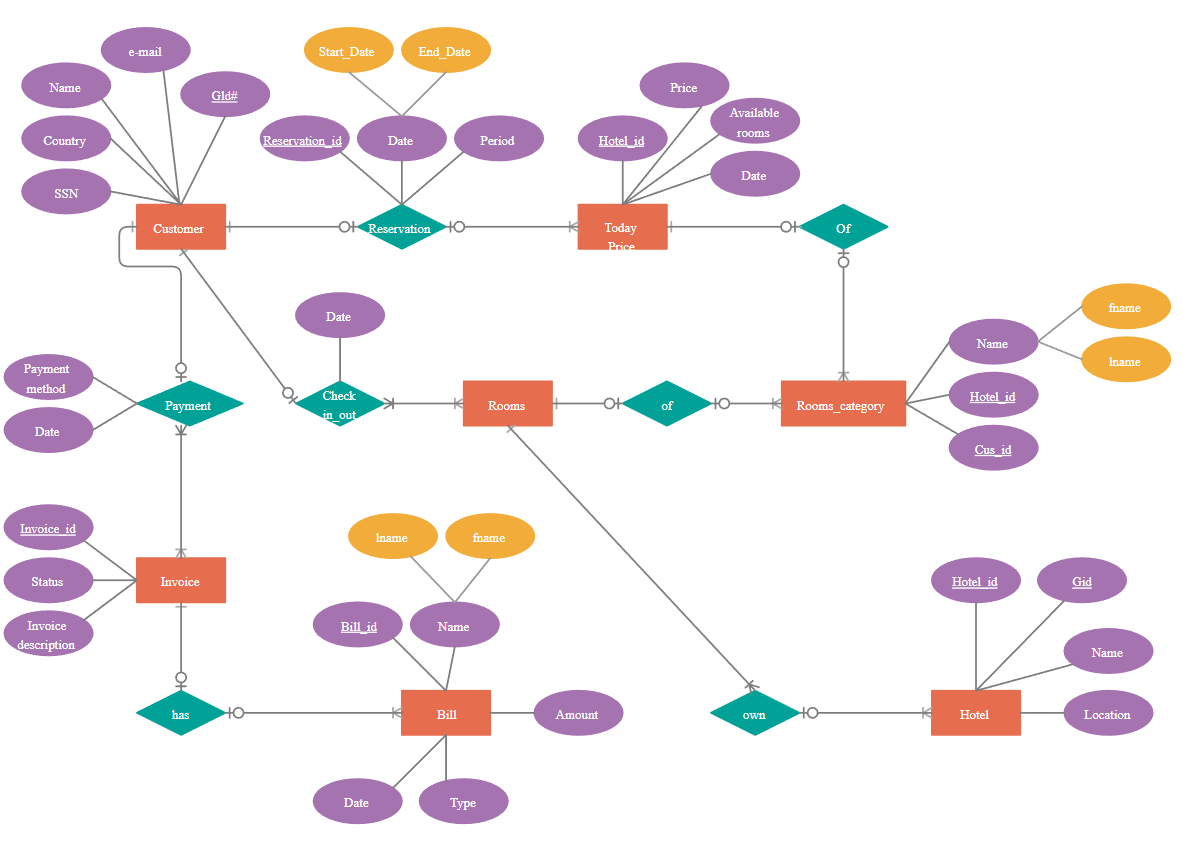 e-mail
Start_Date
End_Date
Name
Gld#
Price
Available
rooms
Country
Reservation_id
Date
Period
Hotel_id
Date
SSN
Customer
Reservation
Today
Price
Of
Date
fname
Name
lname
Payment
method
Payment
Check
in_out
Rooms
of
Rooms_category
Hotel_id
Date
Cus_id
Invoice_id
lname
fname
Status
Invoice
Hotel_id
Gid
Invoice
description
Bill_id
Name
Name
has
Bill
Amount
own
Hotel
Location
Date
Type